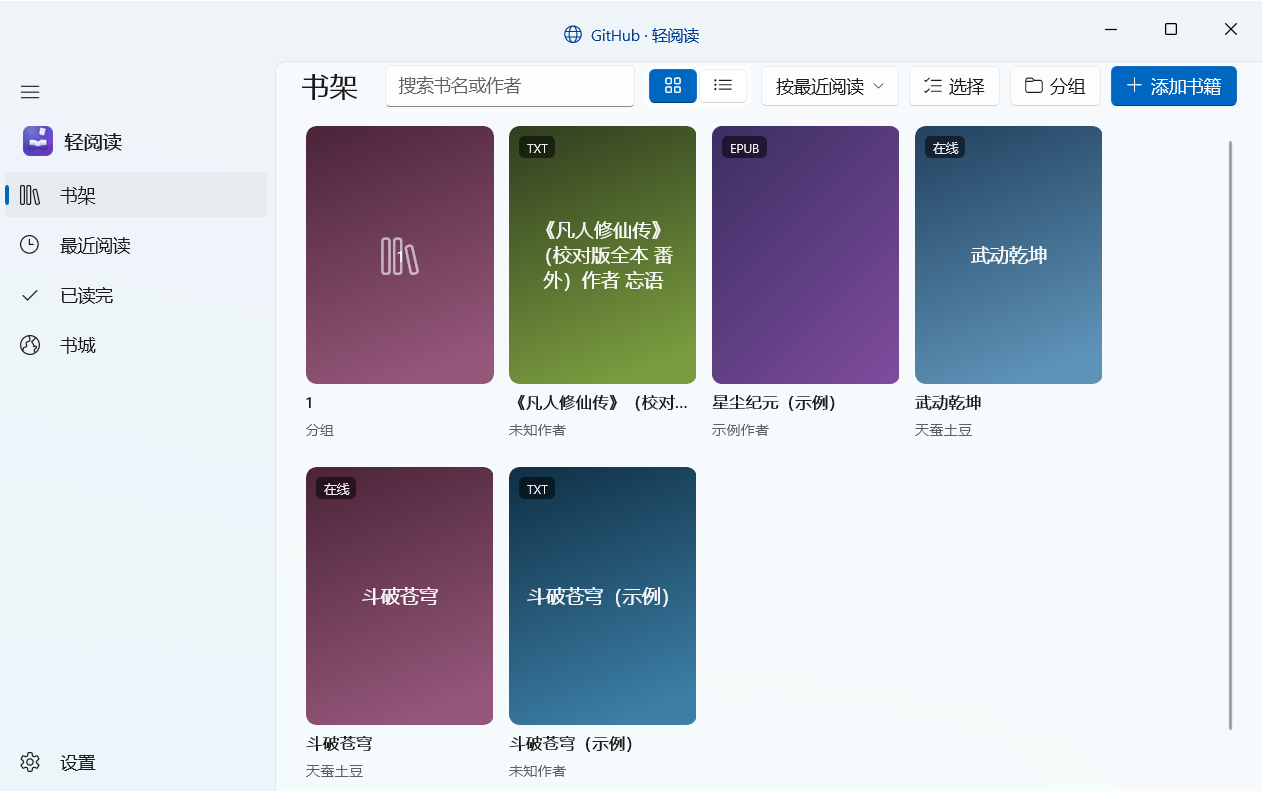 GitHub · 轻阅读
书架
搜索书名或作者
按最近阅读
选择
分组
添加书籍
轻阅读
书架
最近阅读
已读完
书城
设置
1
1
分组
TXT
《凡人修仙传》
（校对版全本 番
外）作者 忘语
《凡人修仙传》（校对...
未知作者
EPUB
星尘纪元（示例）
示例作者
在线
武动乾坤
武动乾坤
天蚕土豆
在线
斗破苍穹
斗破苍穹
天蚕土豆
TXT
斗破苍穹（示例）
斗破苍穹（示例）
未知作者